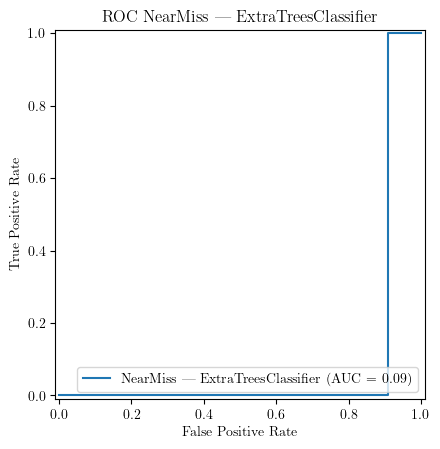 ROC NearMiss — ExtraTreesClassifier
1.0
0.8
0.6
0.4
0.2
0.0
True Positive Rate
NearMiss — ExtraTreesClassifier (AUC = 0.09)
0.0 0.2 0.4 0.6 0.8 1.0
False Positive Rate